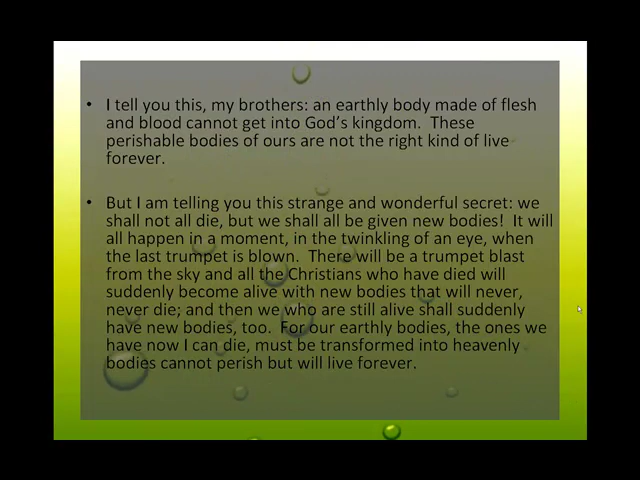 • I tell you this, my brothers: an earthly body made of flesh
and blood cannot get into God's kingdom.  These
perishable bodies of ours are not the right kind of live
forever.
• But I am telling you this strange and wonderful secret: we
shall not all die, but we shall all be given new bodies!  It will
all happen in a moment, in the twinkling of an eye, when
the last trumpet is blown.  There will be a trumpet blast
from the sky and all the Christians who have died will
suddenly become alive with new bodies that will never,
never die; and then we who are still alive shall suddenly
have new bodies, too.  For our earthly bodies, the ones we
have now I can die, must be transformed into heavenly
bodies cannot perish but will live forever.